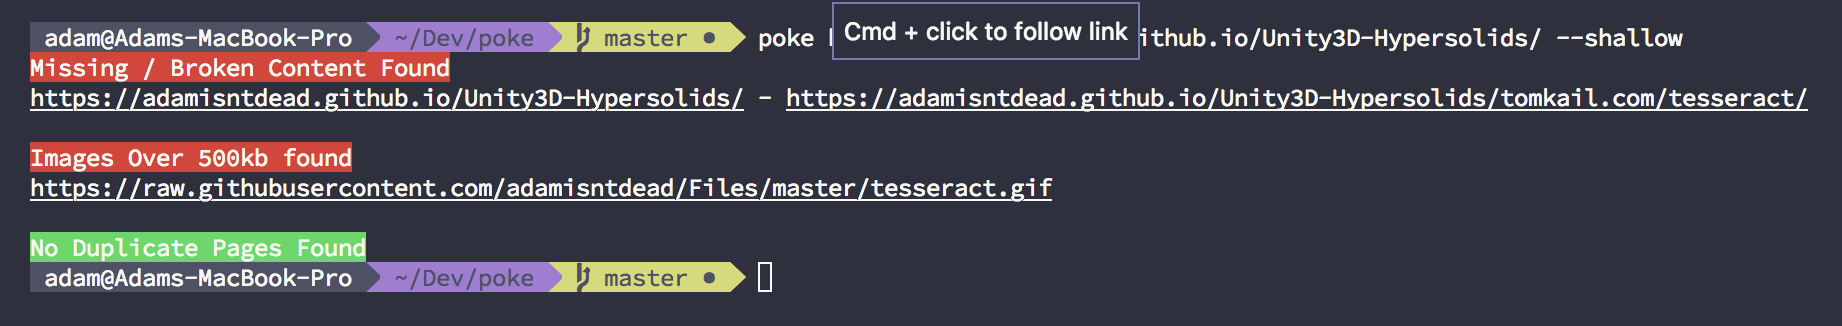 adam@Adams-MacBook-Pro ~/Dev/poke master ● poke
Cmd + click to follow link
ithub.io/Unity3D-Hypersolids/ --shallow
Missing / Broken Content Found
https://adamisntdead.github.io/Unity3D-Hypersolids/ - https://adamisntdead.github.io/Unity3D-Hypersolids/tomkail.com/tesseract/
Images Over 500kb found
https://raw.githubusercontent.com/adamisntdead/Files/master/tesseract.gif
No Duplicate Pages Found
adam@Adams-MacBook-Pro ~/Dev/poke master ●